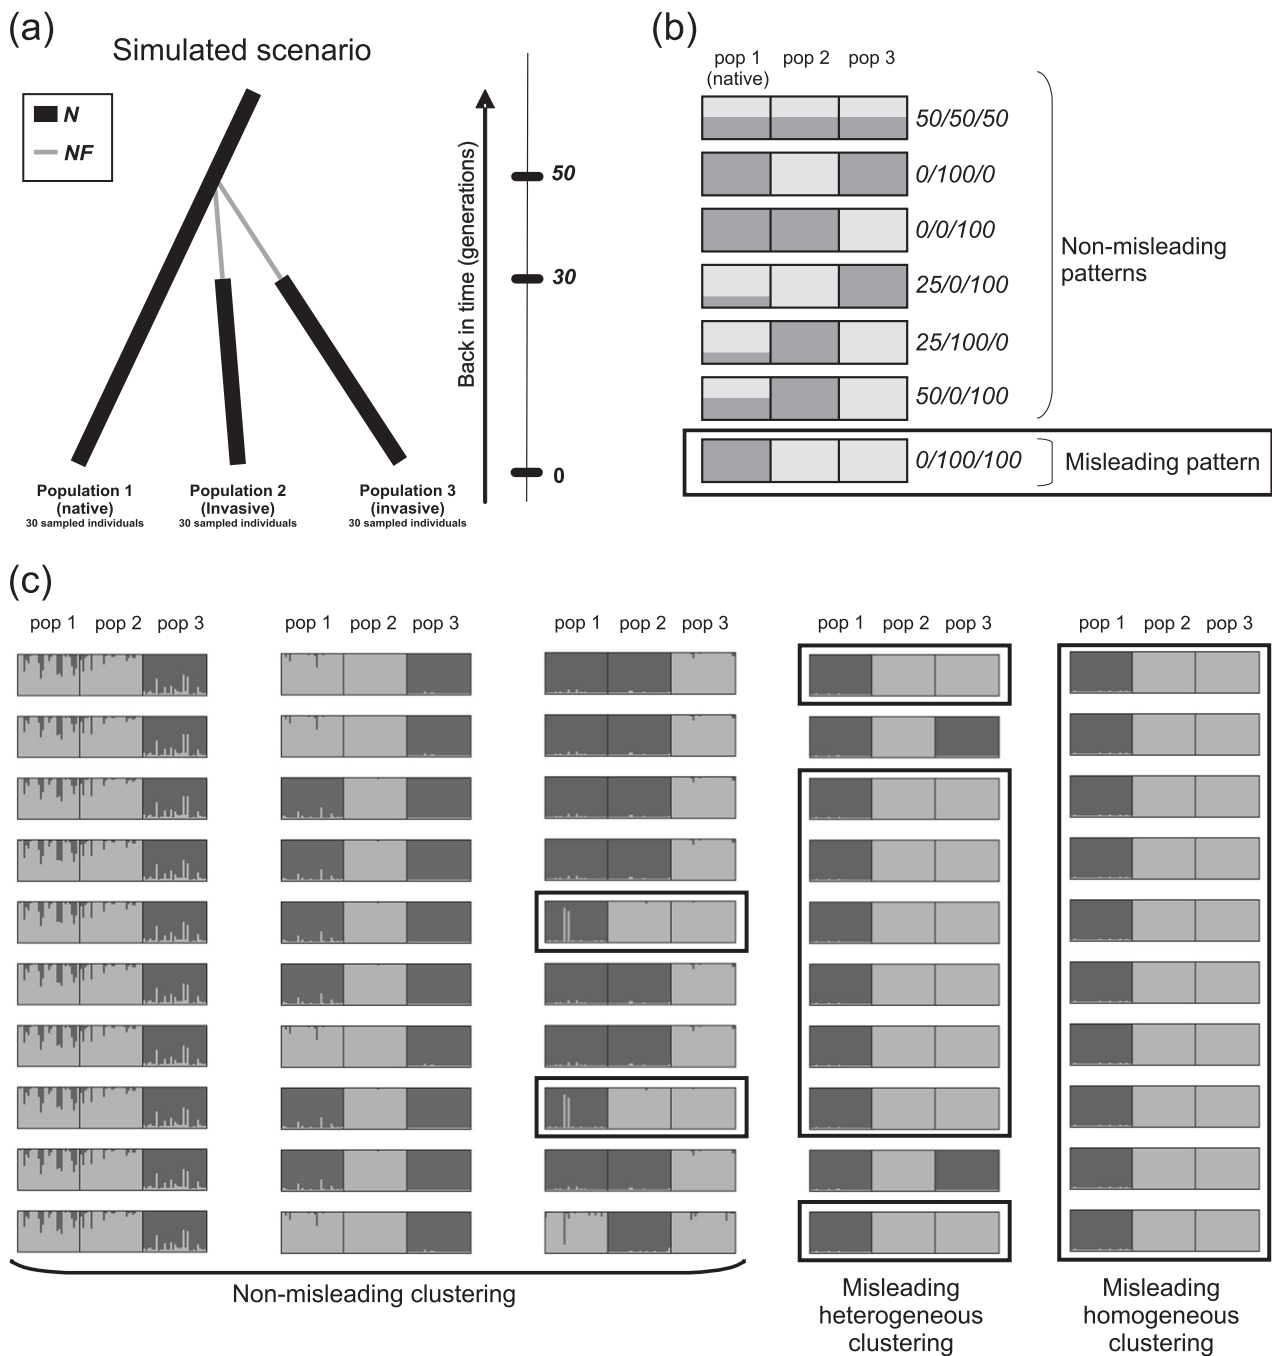 (a)
Simulated scenario
N
NF
Back in time (generations)
50
30
0
Population 1
(native)
30 sampled individuals
Population 2
(Invasive)
30 sampled individuals
Population 3
(invasive)
30 sampled individuals
(b)
pop 1 pop 2 pop 3
(native)
50/50/50
0/100/0
0/0/100
25/0/100
25/100/0
50/0/100
Non-misleading
patterns
0/100/100
Misleading pattern
(c)
pop 1 pop 2 pop 3
pop 1 pop 2 pop 3
pop 1 pop 2 pop 3
pop 1 pop 2 pop 3
pop 1 pop 2 pop 3
Non-misleading clustering
Misleading
heterogeneous
clustering
Misleading
homogeneous
clustering